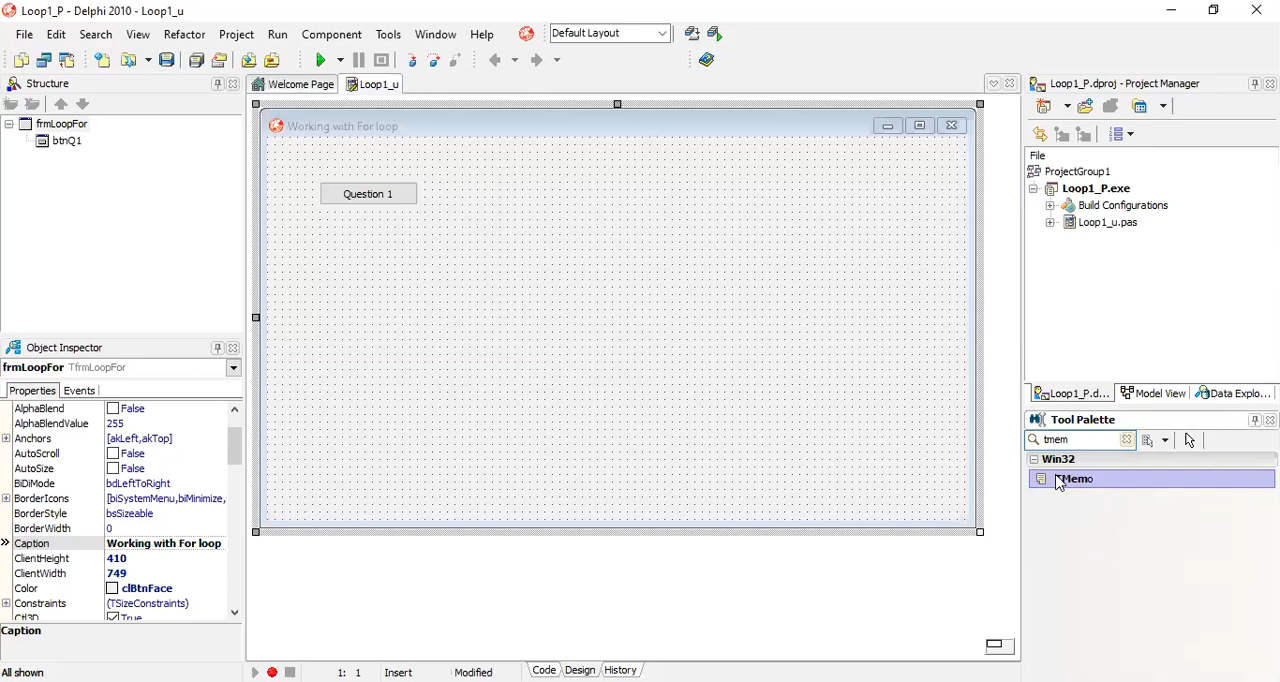 Loop1_P - Delphi 2010 - Loop1_u
File Edit Search View Refactor Project Run Component Tools Window Help
Default Layout
Structure
frmLoopFor
btnQ1
Welcome Page Loop1_u
Working with For loop
Question 1
Object Inspector
frmLoopFor TfrmLoopFor
Properties Events
AlphaBlend False
AlphaBlendValue 255
Anchors [akLeft,akTop]
AutoScroll False
AutoSize False
BiDiMode bdLeftToRight
BorderIcons [biSystemMenu,biMinimize,
BorderStyle bsSizeable
BorderWidth 0
Caption Working with For loop
ClientHeight 410
ClientWidth 749
Color clBtnFace
Constraints (TSizeConstraints)
Ctl3D True
Caption
All shown
1: 1 Insert Modified
Code Design History
Loop1_P.dproj - Project Manager
File
ProjectGroup1
Loop1_P.exe
Build Configurations
Loop1_u.pas
Loop1_P.d... Model View Data Explo...
Tool Palette
tmem
Win32
TMemo